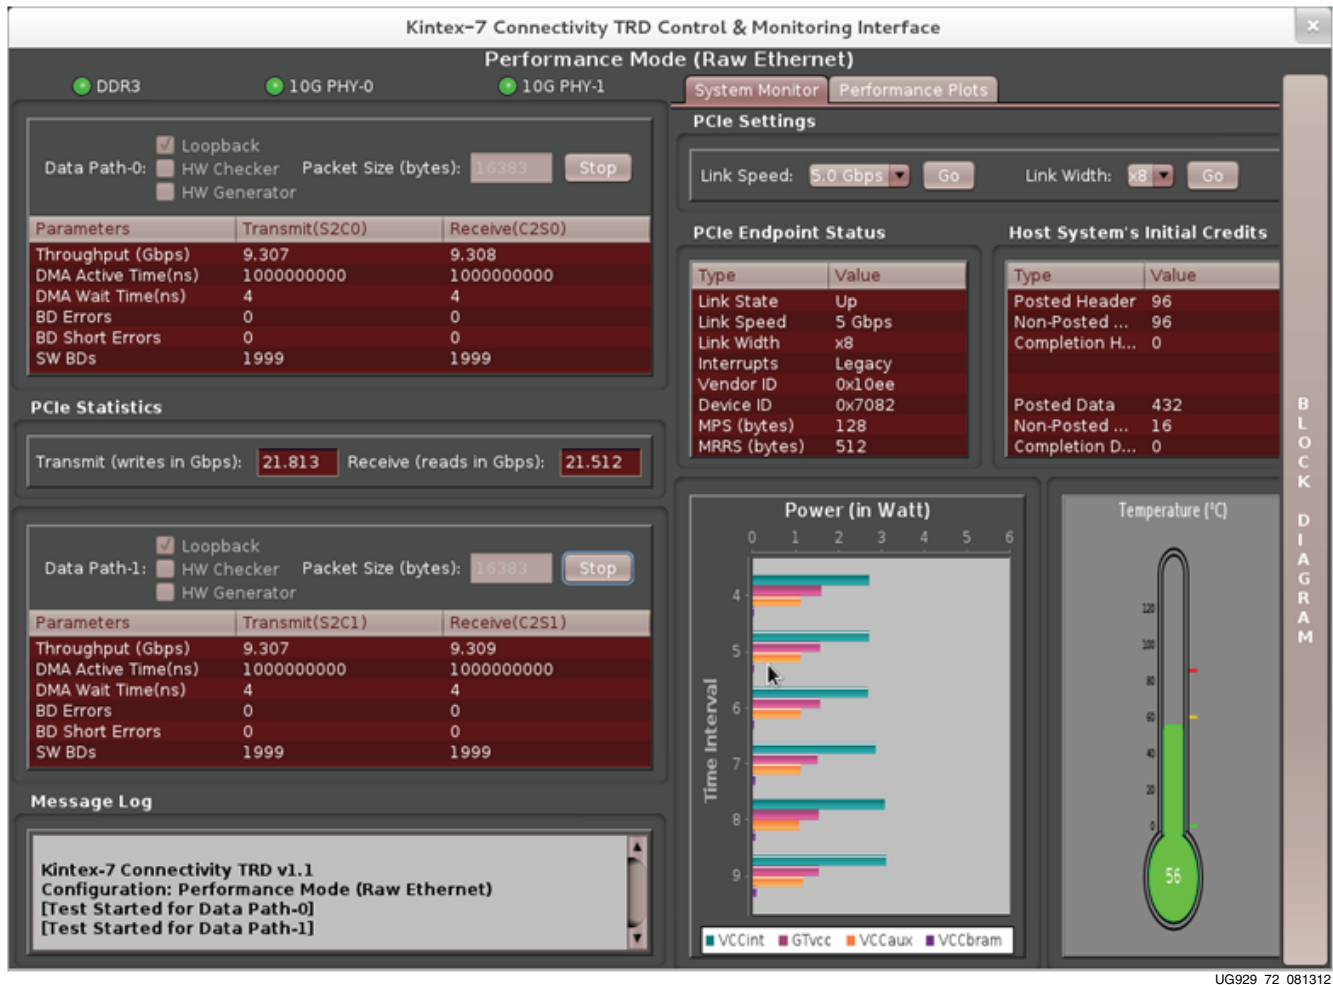 Kintex-7 Connectivity TRD Control & Monitoring Interface
Performance Mode (Raw Ethernet)
DDR3 10G PHY-0 10G PHY-1
Data Path-0:
Loopback
HW Checker
HW Generator
Packet Size (bytes): 16383 Stop
Parameters Transmit(S2C0) Receive(C2S0)
Throughput (Gbps) 9.307 9.308
DMA Active Time(ns) 1000000000 1000000000
DMA Wait Time(ns) 4 4
BD Errors 0 0
BD Short Errors 0 0
SW BDs 1999 1999
PCIe Statistics
Transmit (writes in Gbps): 21.813 Receive (reads in Gbps): 21.512
Data Path-1:
Loopback
HW Checker
HW Generator
Packet Size (bytes): 16383 Stop
Parameters Transmit(S2C1) Receive(C2S1)
Throughput (Gbps) 9.307 9.309
DMA Active Time(ns) 1000000000 1000000000
DMA Wait Time(ns) 4 4
BD Errors 0 0
BD Short Errors 0 0
SW BDs 1999 1999
Message Log
Kintex-7 Connectivity TRD v1.1
Configuration: Performance Mode (Raw Ethernet)
[Test Started for Data Path-0]
[Test Started for Data Path-1]
System Monitor Performance Plots
PCIe Settings
Link Speed: 5.0 Gbps Go Link Width: x8 Go
PCIe Endpoint Status
Type Value
Link State Up
Link Speed 5 Gbps
Link Width x8
Interrupts Legacy
Vendor ID 0x10ee
Device ID 0x7082
MPS (bytes) 128
MRRS (bytes) 512
Host System's Initial Credits
Type Value
Posted Header 96
Non-Posted ... 96
Completion H... 0
Posted Data 432
Non-Posted ... 16
Completion D... 0
Power (in Watt)
0 1 2 3 4 5 6
4
5
6
7
8
9
Time Interval
VCCint GTvcc VCCaux VCCbram
Temperature (°C)
120
100
80
60
40
20
0
56
BLOCK DIAGRAM
UG929_72_081312